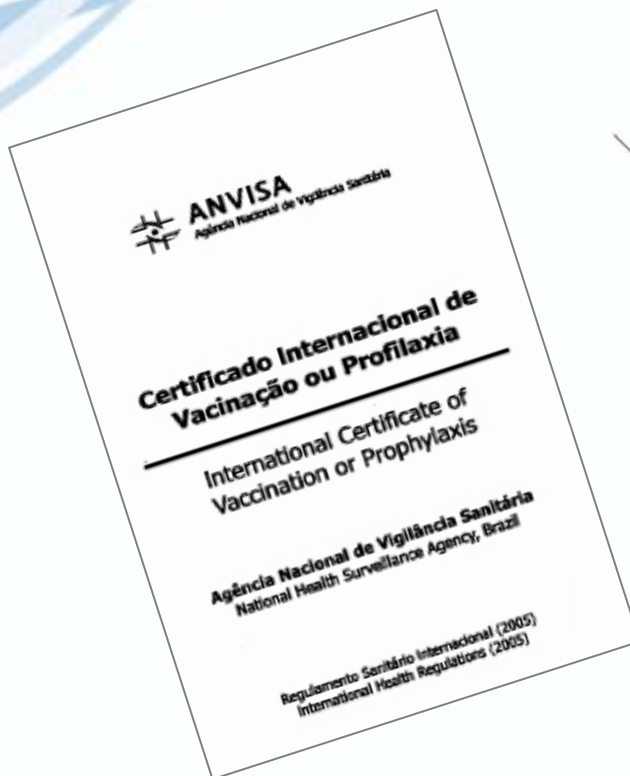 ANVISA
Agência Nacional de Vigilância Sanitária
Certificado Internacional de
Vacinação ou Profilaxia
International Certificate of
Vaccination or Prophylaxis
Agência Nacional de Vigilância Sanitária
National Health Surveillance Agency, Brazil
Regulamento Sanitário Internacional (2005)
International Health Regulations (2005)